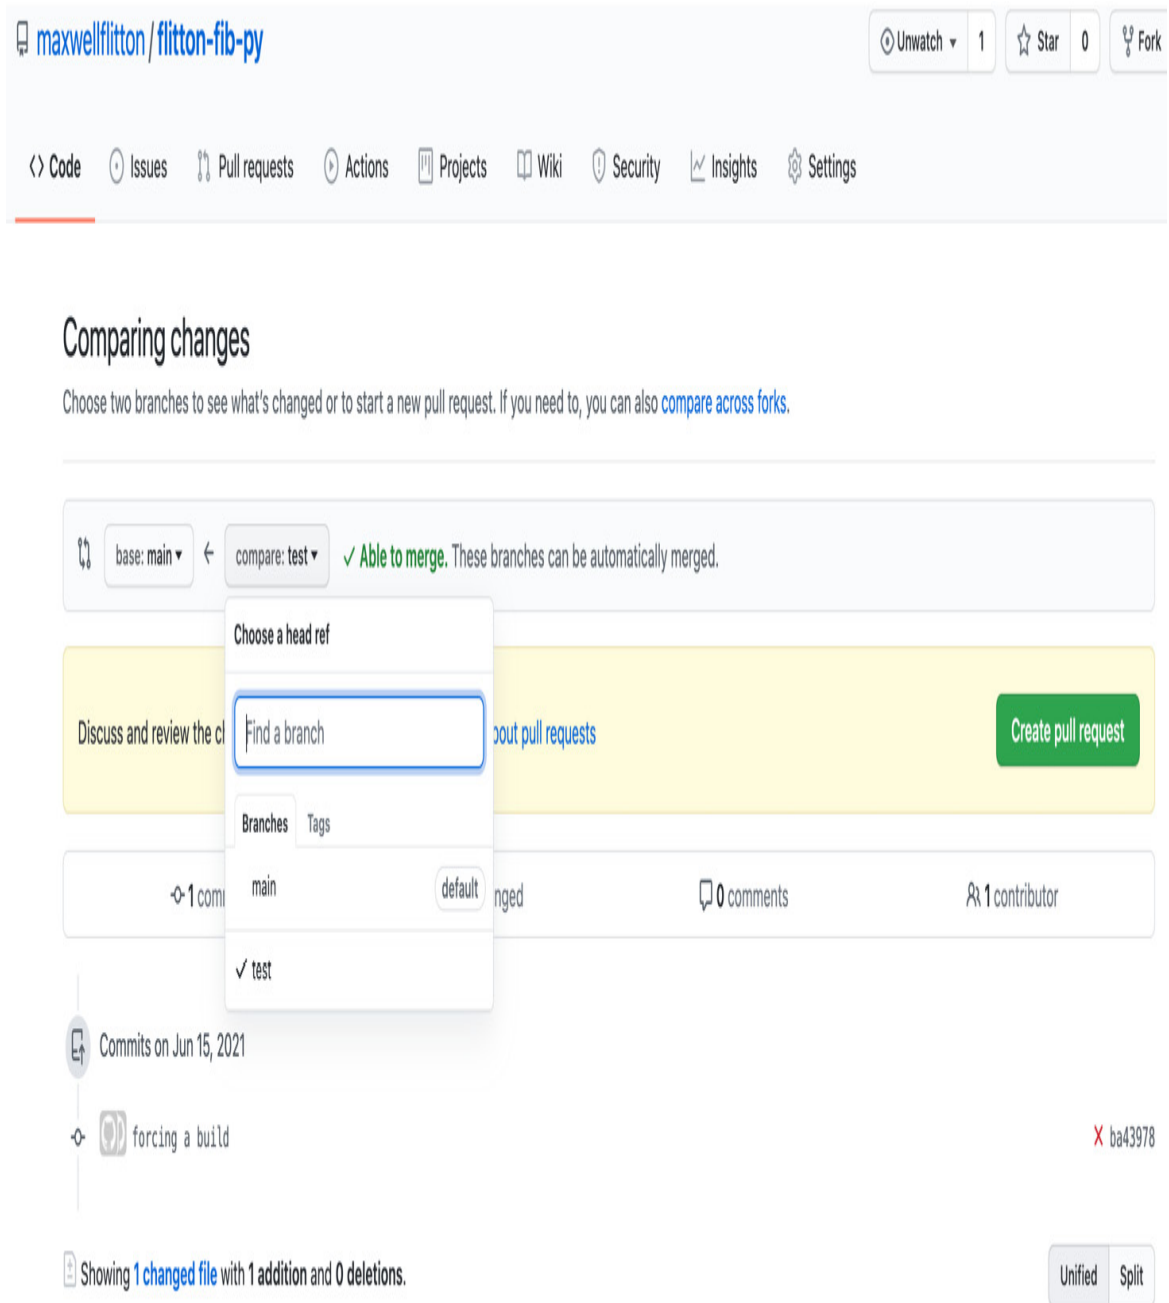 maxwellflitton / flitton-fib-py
Unwatch 1 Star 0 Fork
<> Code Issues Pull requests Actions Projects Wiki Security Insights Settings
Comparing changes
Choose two branches to see what's changed or to start a new pull request. If you need to, you can also compare across forks.
base: main ← compare: test ✓ Able to merge. These branches can be automatically merged.
Choose a head ref
Discuss and review the Find a branch pull requests Create pull request
Branches Tags
1 main default 0 comments 1 contributor
✓ test
Commits on Jun 15, 2021
forcing a build ba43978
Showing 1 changed file with 1 addition and 0 deletions. Unified Split